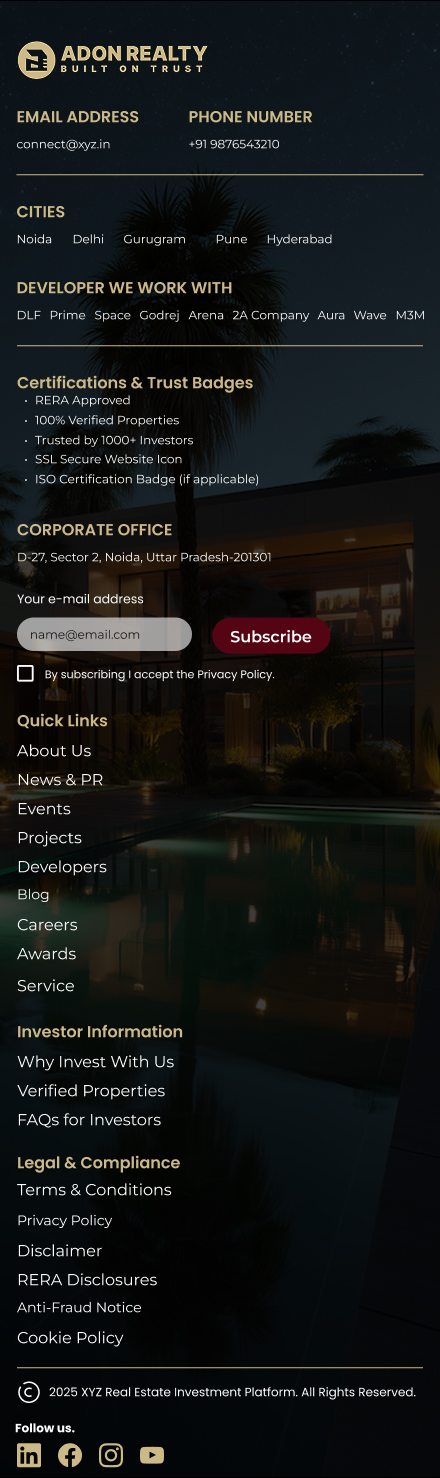 ADON REALTY
BUILT ON TRUST
EMAIL ADDRESS PHONE NUMBER
connect@xyz.in +91 9876543210
CITIES
Noida Delhi Gurugram Pune Hyderabad
DEVELOPER WE WORK WITH
DLF Prime Space Godrej Arena 2A Company Aura Wave M3M
Certifications & Trust Badges
• RERA Approved
• 100% Verified Properties
• Trusted by 1000+ Investors
• SSL Secure Website Icon
• ISO Certification Badge (if applicable)
CORPORATE OFFICE
D-27, Sector 2, Noida, Uttar Pradesh-201301
Your e-mail address
name@email.com Subscribe
By subscribing I accept the Privacy Policy.
Quick Links
About Us
News & PR
Events
Projects
Developers
Blog
Careers
Awards
Service
Investor Information
Why Invest With Us
Verified Properties
FAQs for Investors
Legal & Compliance
Terms & Conditions
Privacy Policy
Disclaimer
RERA Disclosures
Anti-Fraud Notice
Cookie Policy
© 2025 XYZ Real Estate Investment Platform. All Rights Reserved.
Follow us.